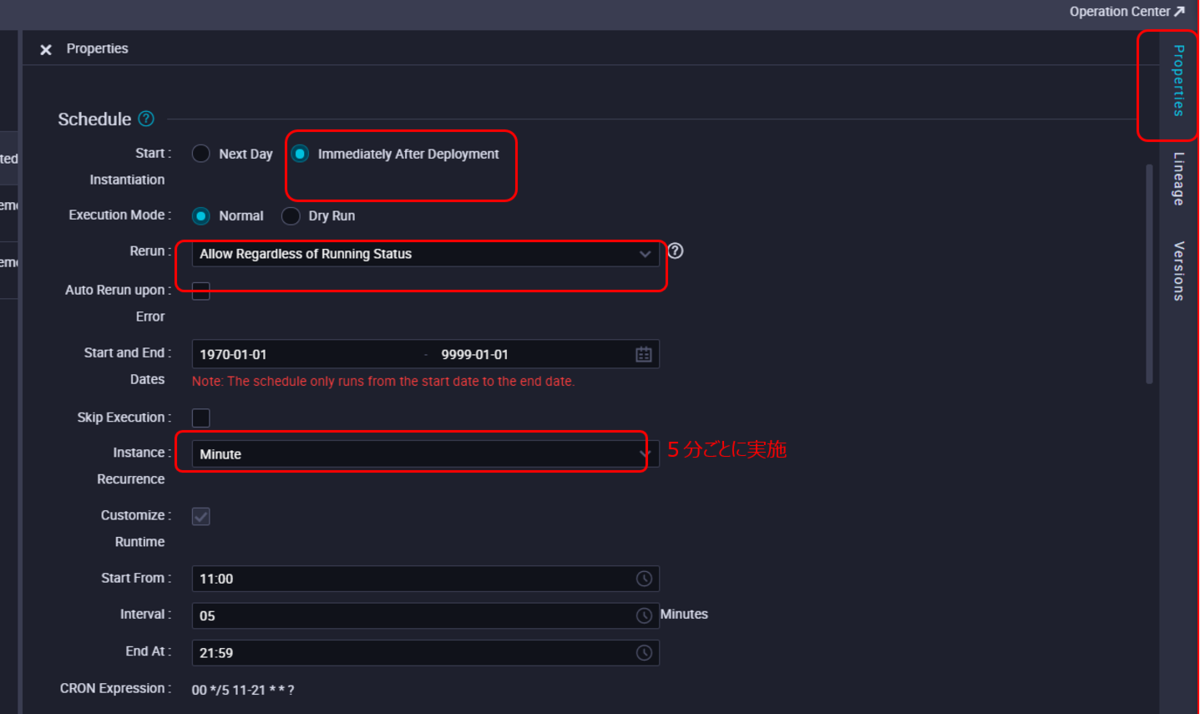 Operation Center
Properties
Schedule ?
Start : Next Day Immediately After Deployment
Instantiation
Execution Mode : Normal Dry Run
Rerun : Allow Regardless of Running Status ?
Auto Rerun upon :
Error
Start and End : 1970-01-01 - 9999-01-01
Dates Note: The schedule only runs from the start date to the end date.
Skip Execution :
Instance : Minute 5分ごとに実施
Recurrence
Customize :
Runtime
Start From : 11:00
Interval : 05 Minutes
End At : 21:59
CRON Expression : 00 */5 11-21 * * ?
ted
eme
eme
Properties
Lineage
Versions